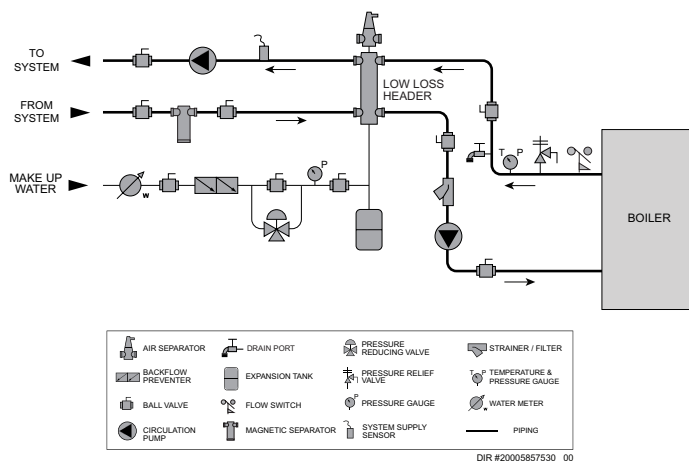 TO
SYSTEM
LOW LOSS
HEADER
FROM
SYSTEM
T P
MAKE UP
WATER
P
w
BOILER
AIR SEPARATOR
DRAIN PORT
PRESSURE
REDUCING VALVE
STRAINER / FILTER
BACKFLOW
PREVENTER
EXPANSION TANK
PRESSURE RELIEF
VALVE
T P
TEMPERATURE &
PRESSURE GAUGE
BALL VALVE
FLOW SWITCH
P
PRESSURE GAUGE
w
WATER METER
CIRCULATION
PUMP
MAGNETIC SEPARATOR
SYSTEM SUPPLY
SENSOR
PIPING
DIR #20005857530 00